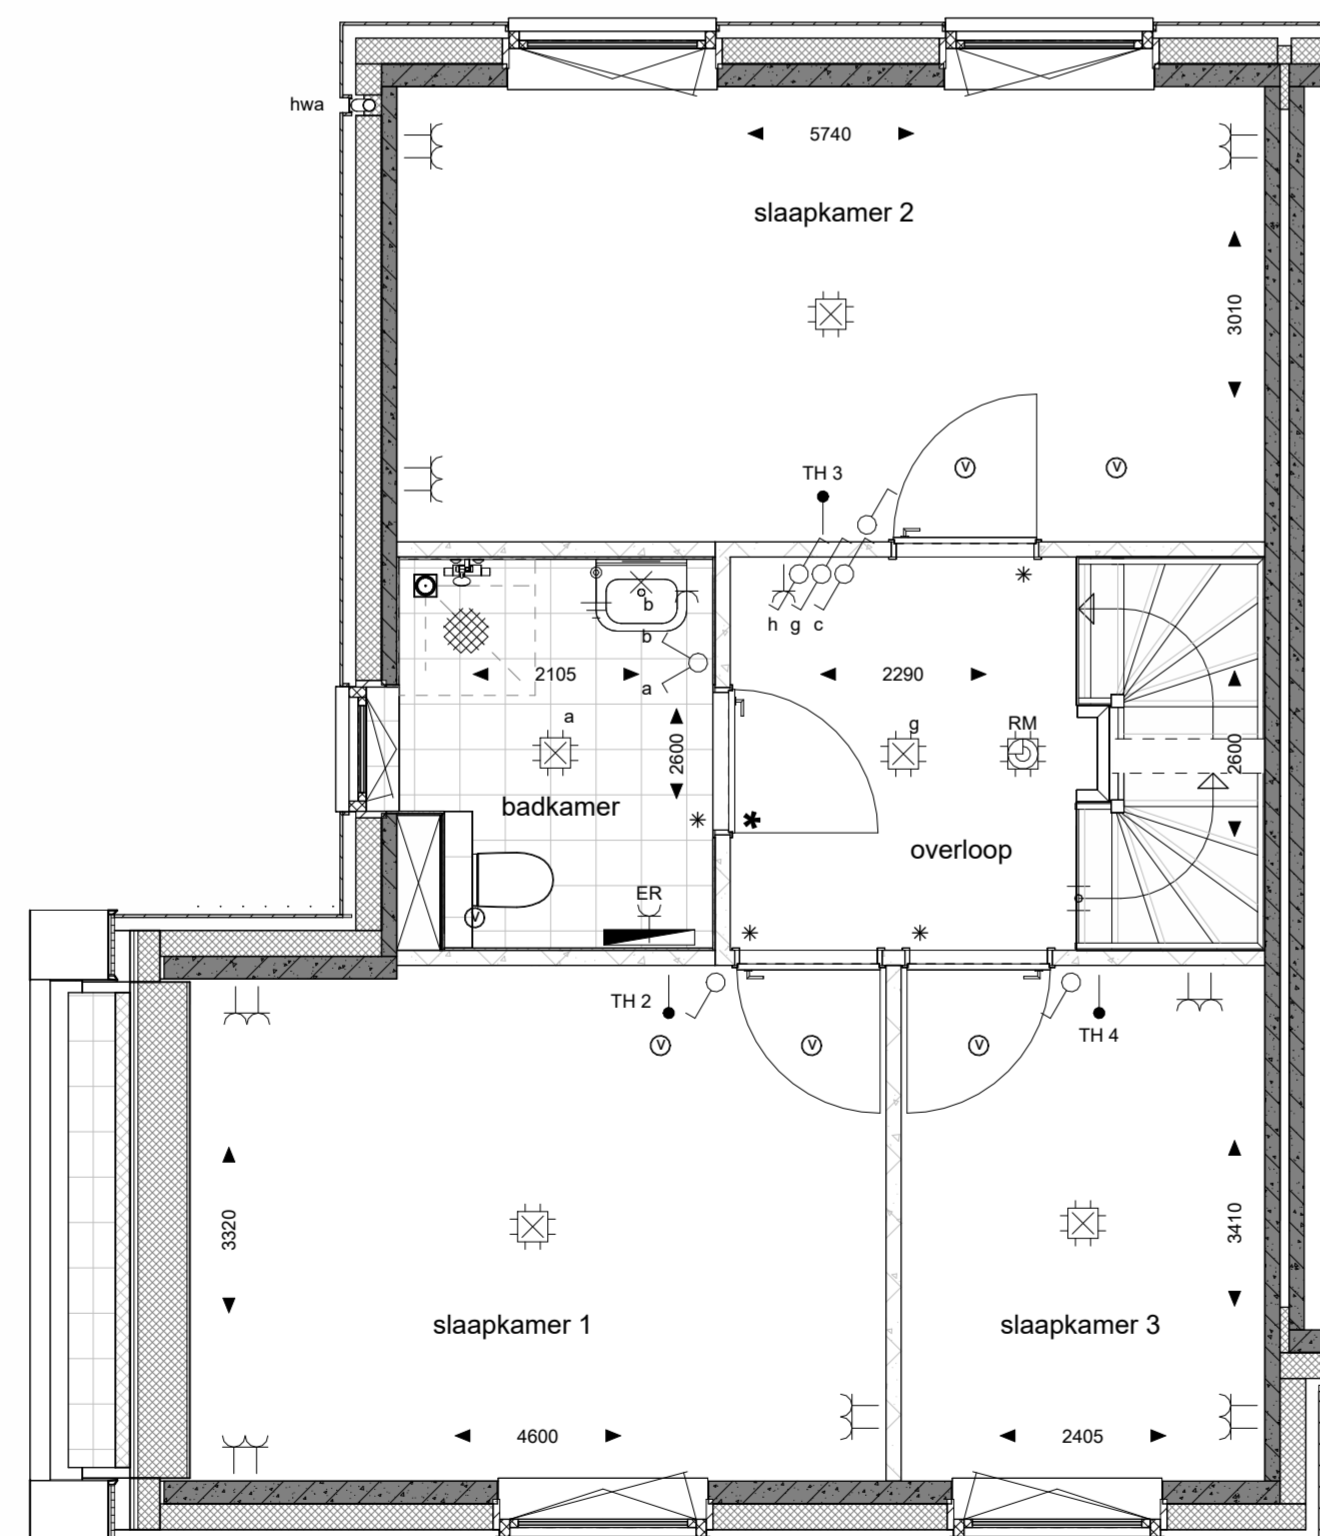 hwa
5740
slaapkamer 2
3010
TH 3
V
V
h g c
b
b
a
2105
2290
a
2600
g
RM
2600
badkamer
overloop
ER
V
TH 2
V
V
V
TH 4
3320
3410
slaapkamer 1
slaapkamer 3
4600
2405